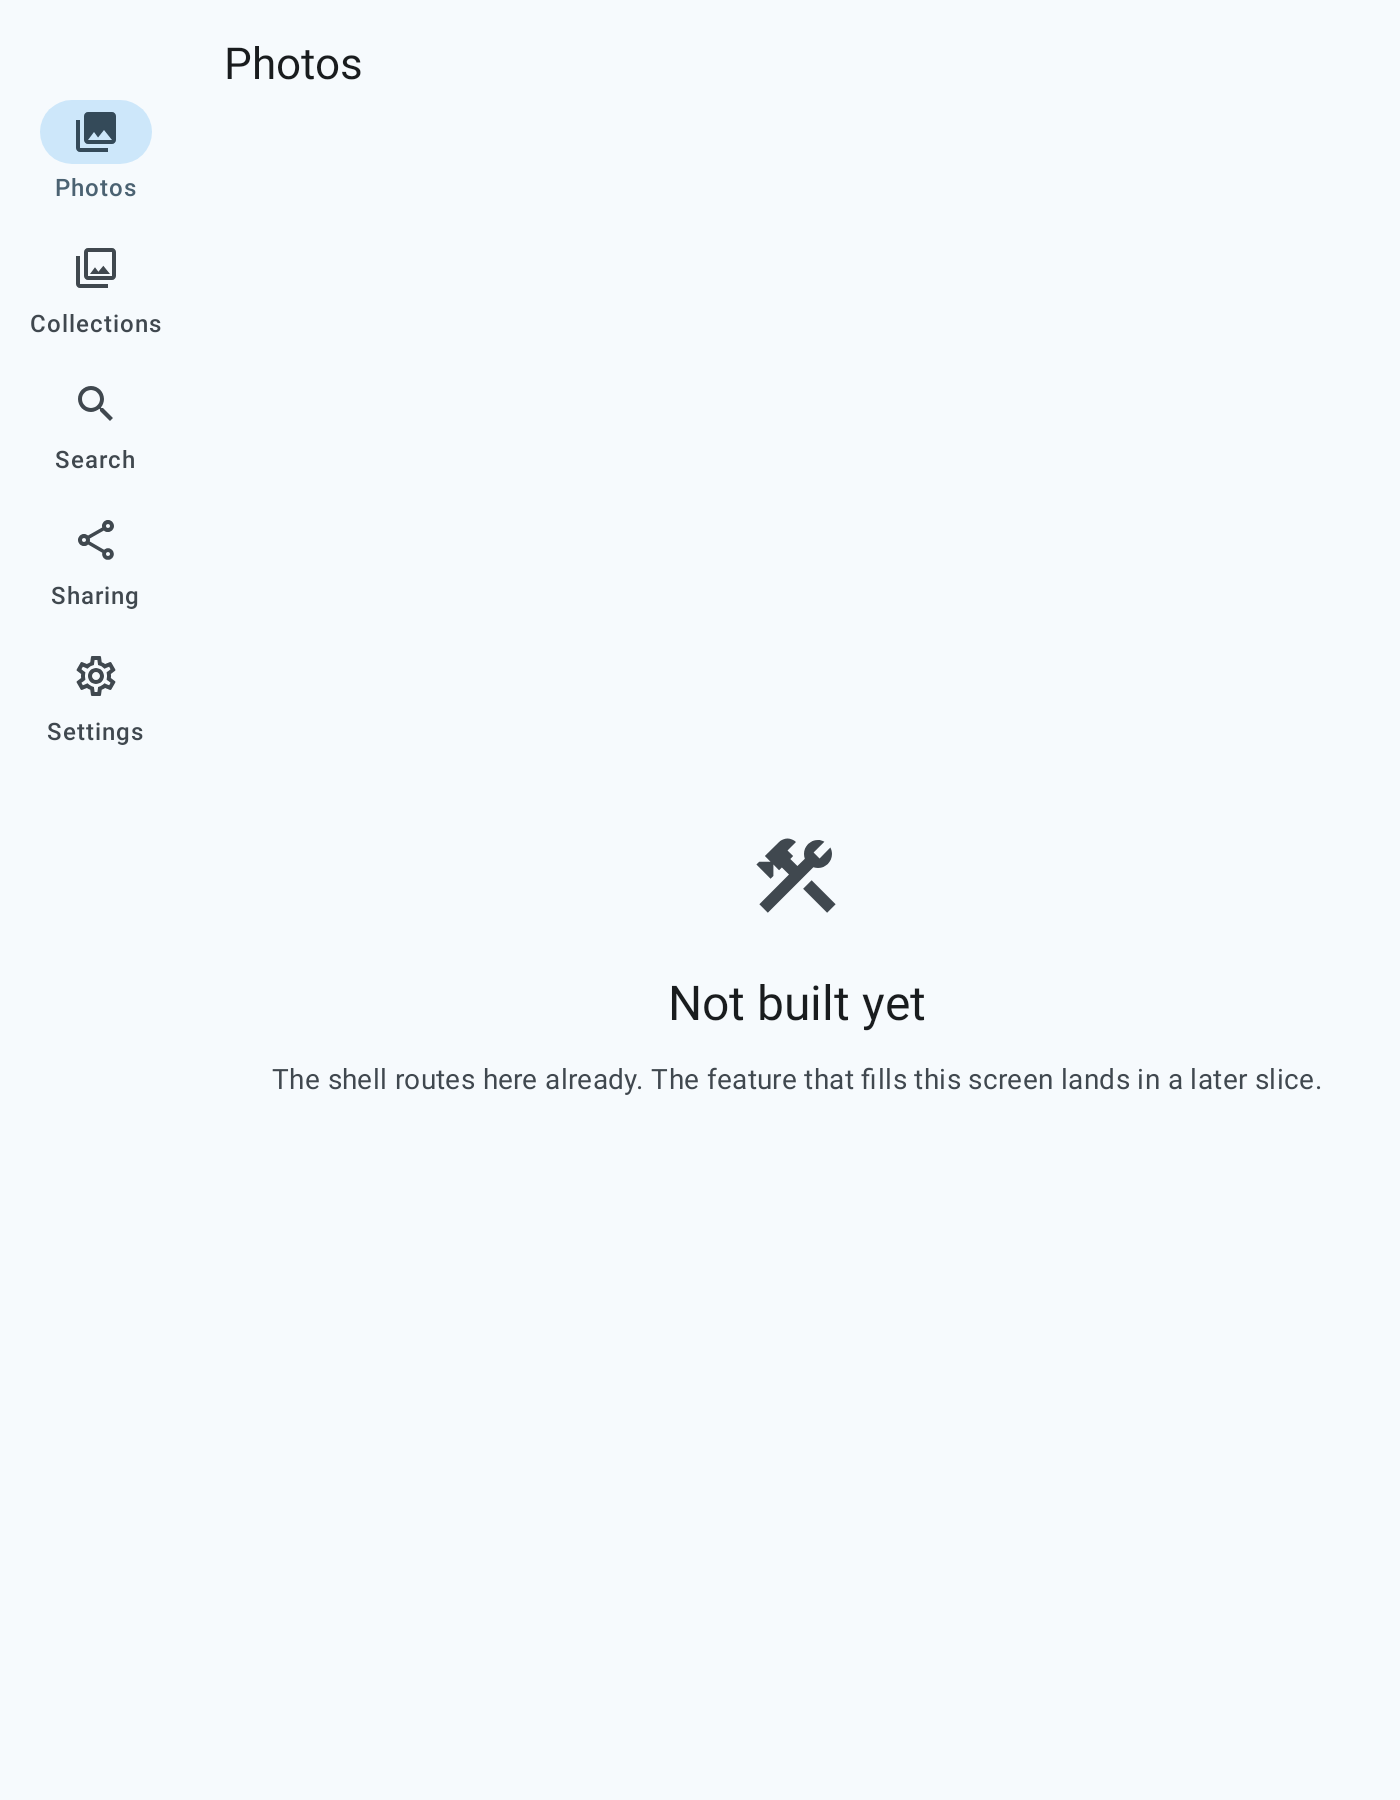 Photos
Photos
Collections
Search
Sharing
Settings
Not built yet
The shell routes here already. The feature that fills this screen lands in a later slice.